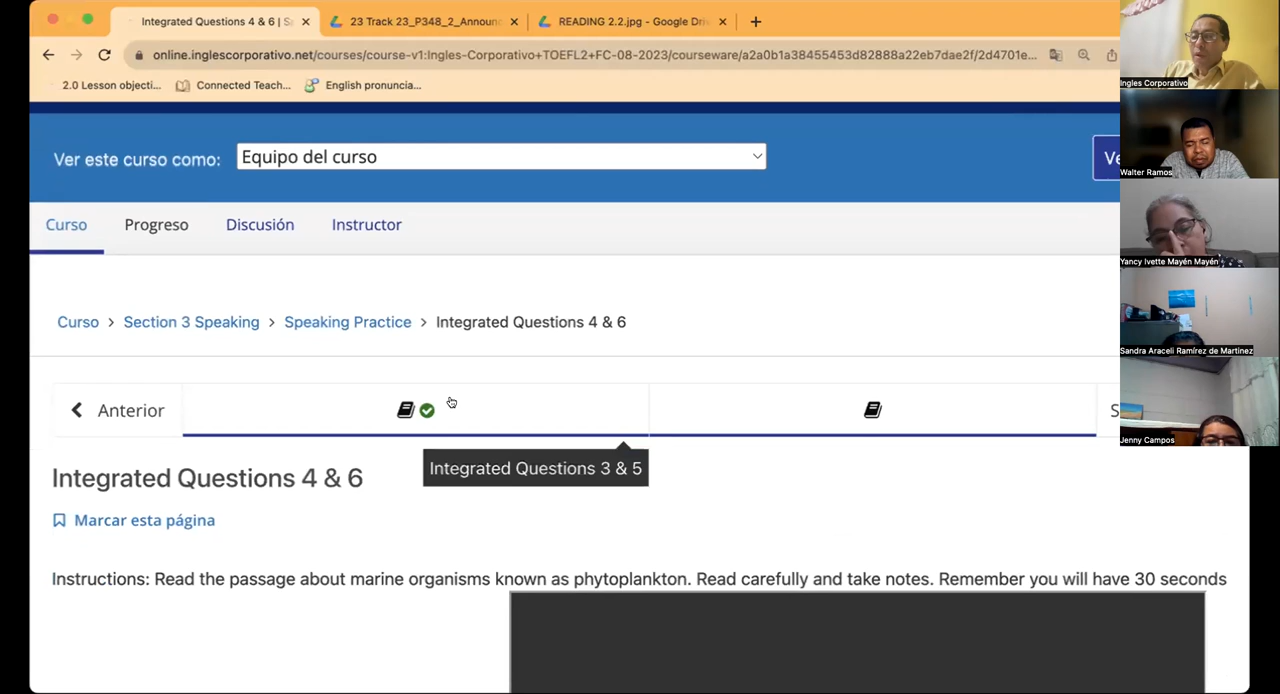 Integrated Questions 4 & 6 | S
23 Track 23_P348_2_Announ
READING 2.2.jpg - Google Dri
online.inglescorporativo.net/courses/course-v1:Ingles-Corporativo+TOEFL2+FC-08-2023/courseware/a2a0b1a38455453d82888a22eb7dae2f/2d4701e...
2.0 Lesson objecti...
Connected Teach...
English pronuncia...
Ingles Corporativo
Ver este curso como:
Equipo del curso
Ve
Walter Ramos
Curso
Progreso
Discusión
Instructor
Yancy Ivette Mayén Mayén
Curso > Section 3 Speaking > Speaking Practice > Integrated Questions 4 & 6
Sandra Araceli Ramírez de Martinez
Anterior
S
Jenny Campos
Integrated Questions 3 & 5
Integrated Questions 4 & 6
Marcar esta página
Instructions: Read the passage about marine organisms known as phytoplankton. Read carefully and take notes. Remember you will have 30 seconds